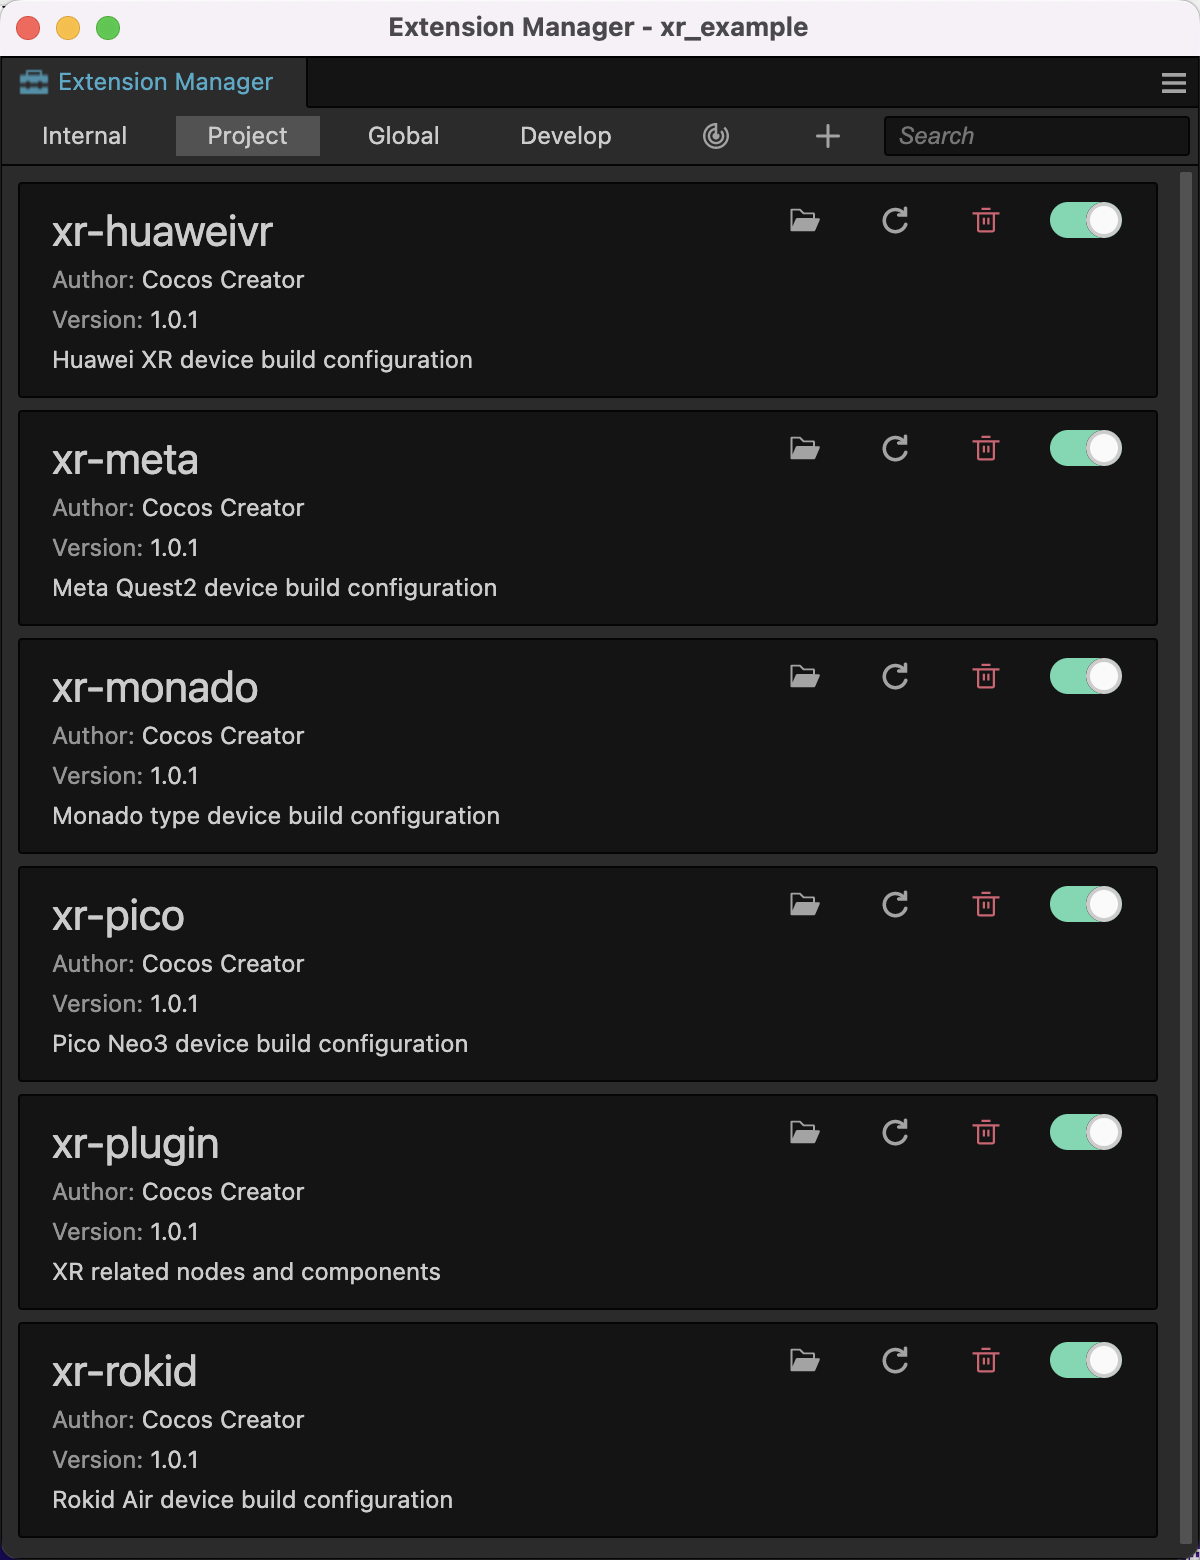 Extension Manager - xr_example
Extension Manager
Internal Project Global Develop Search
xr-huaweivr
Author: Cocos Creator
Version: 1.0.1
Huawei XR device build configuration
xr-meta
Author: Cocos Creator
Version: 1.0.1
Meta Quest2 device build configuration
xr-monado
Author: Cocos Creator
Version: 1.0.1
Monado type device build configuration
xr-pico
Author: Cocos Creator
Version: 1.0.1
Pico Neo3 device build configuration
xr-plugin
Author: Cocos Creator
Version: 1.0.1
XR related nodes and components
xr-rokid
Author: Cocos Creator
Version: 1.0.1
Rokid Air device build configuration